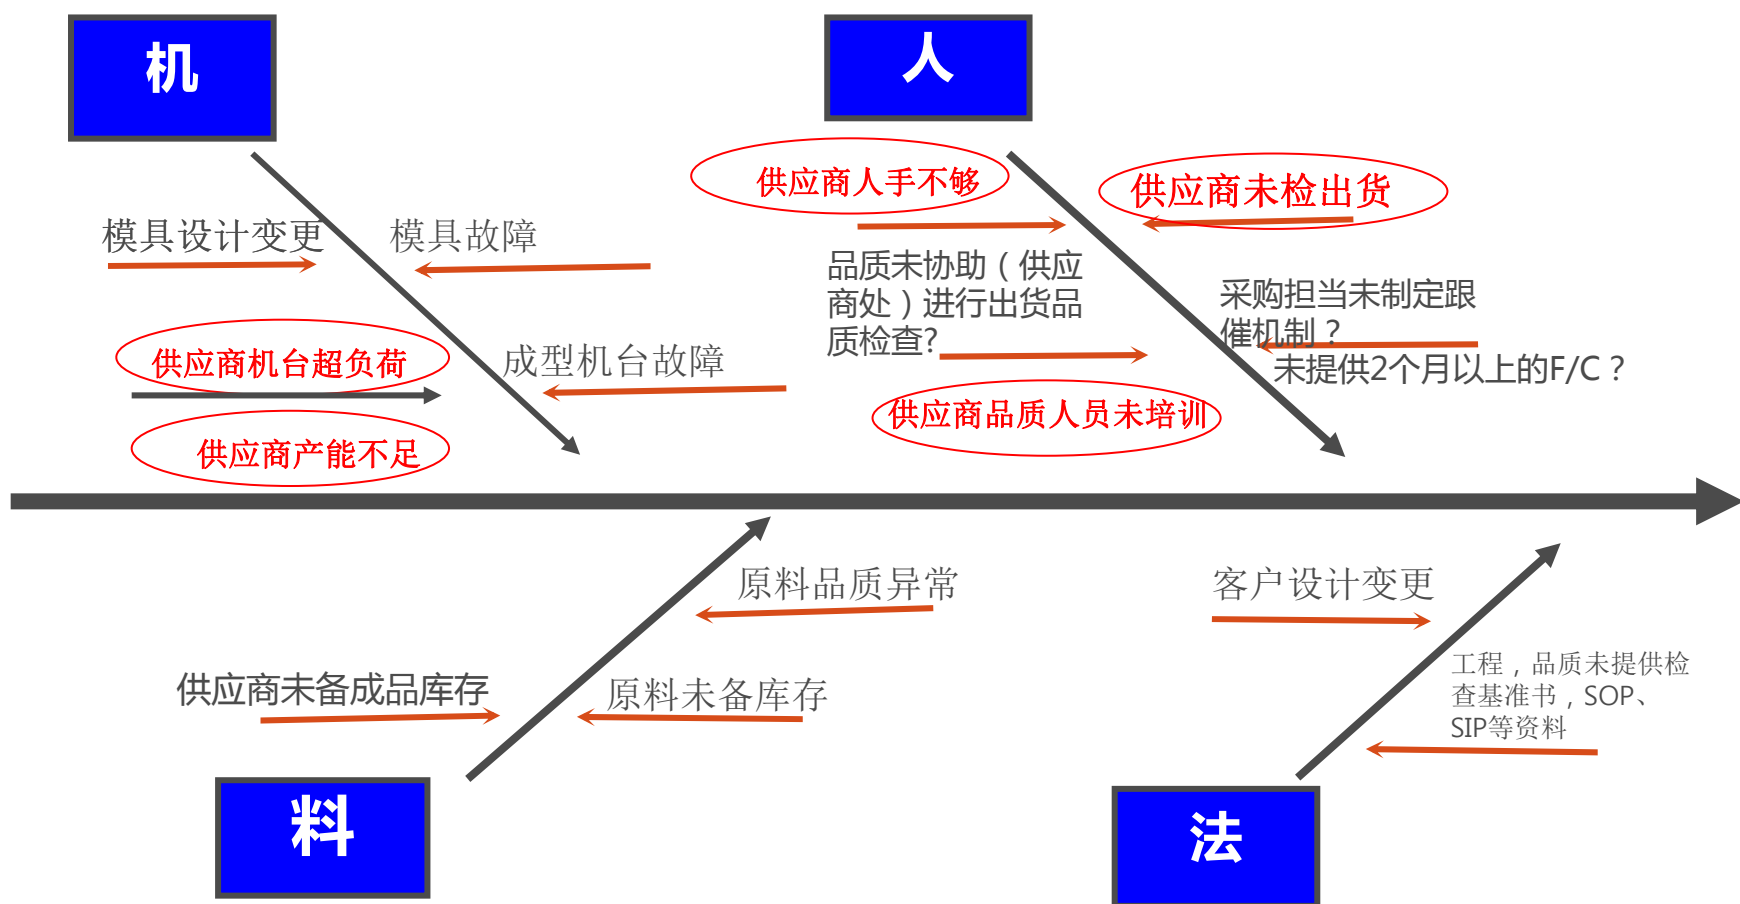 机
人
供应商人手不够
供应商未检出货
模具设计变更
模具故障
品质未协助（供应
商处）进行出货品
质检查?
采购担当未制定跟
催机制？
未提供2个月以上的F/C？
供应商机台超负荷
成型机台故障
供应商品质人员未培训
供应商产能不足
原料品质异常
客户设计变更
供应商未备成品库存
原料未备库存
工程，品质未提供检
查基准书，SOP、
SIP等资料
料
法